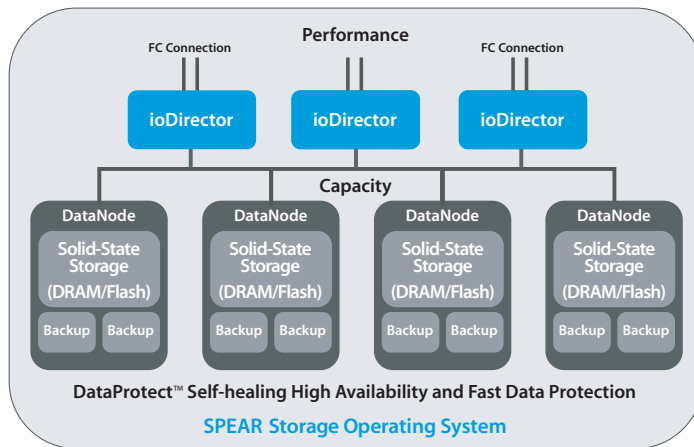 Performance
FC Connection
FC Connection
ioDirector
ioDirector
ioDirector
Capacity
DataNode
DataNode
DataNode
DataNode
Solid-State
Storage
(DRAM/Flash)
Solid-State
Storage
(DRAM/Flash)
Solid-State
Storage
(DRAM/Flash)
Solid-State
Storage
(DRAM/Flash)
Backup
Backup
Backup
Backup
Backup
Backup
Backup
Backup
DataProtect™ Self-healing High Availability and Fast Data Protection
SPEAR Storage Operating System